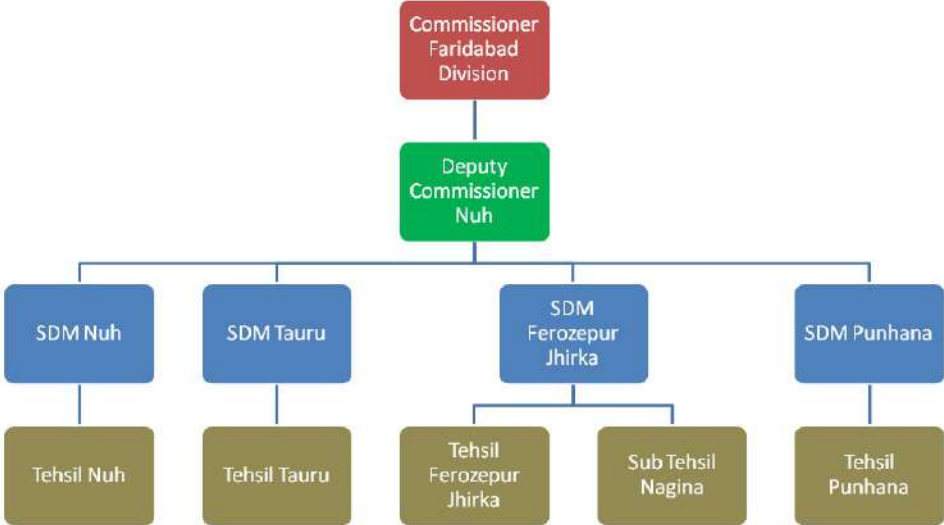 Commissioner
Faridabad
Division
Deputy
Commissioner
Nuh
SDM Nuh
SDM Tauru
SDM
Ferozepur
Jhirka
SDM Punhana
Tehsil Nuh
Tehsil Tauru
Tehsil
Ferozepur
Jhirka
Sub Tehsil
Nagina
Tehsil
Punhana